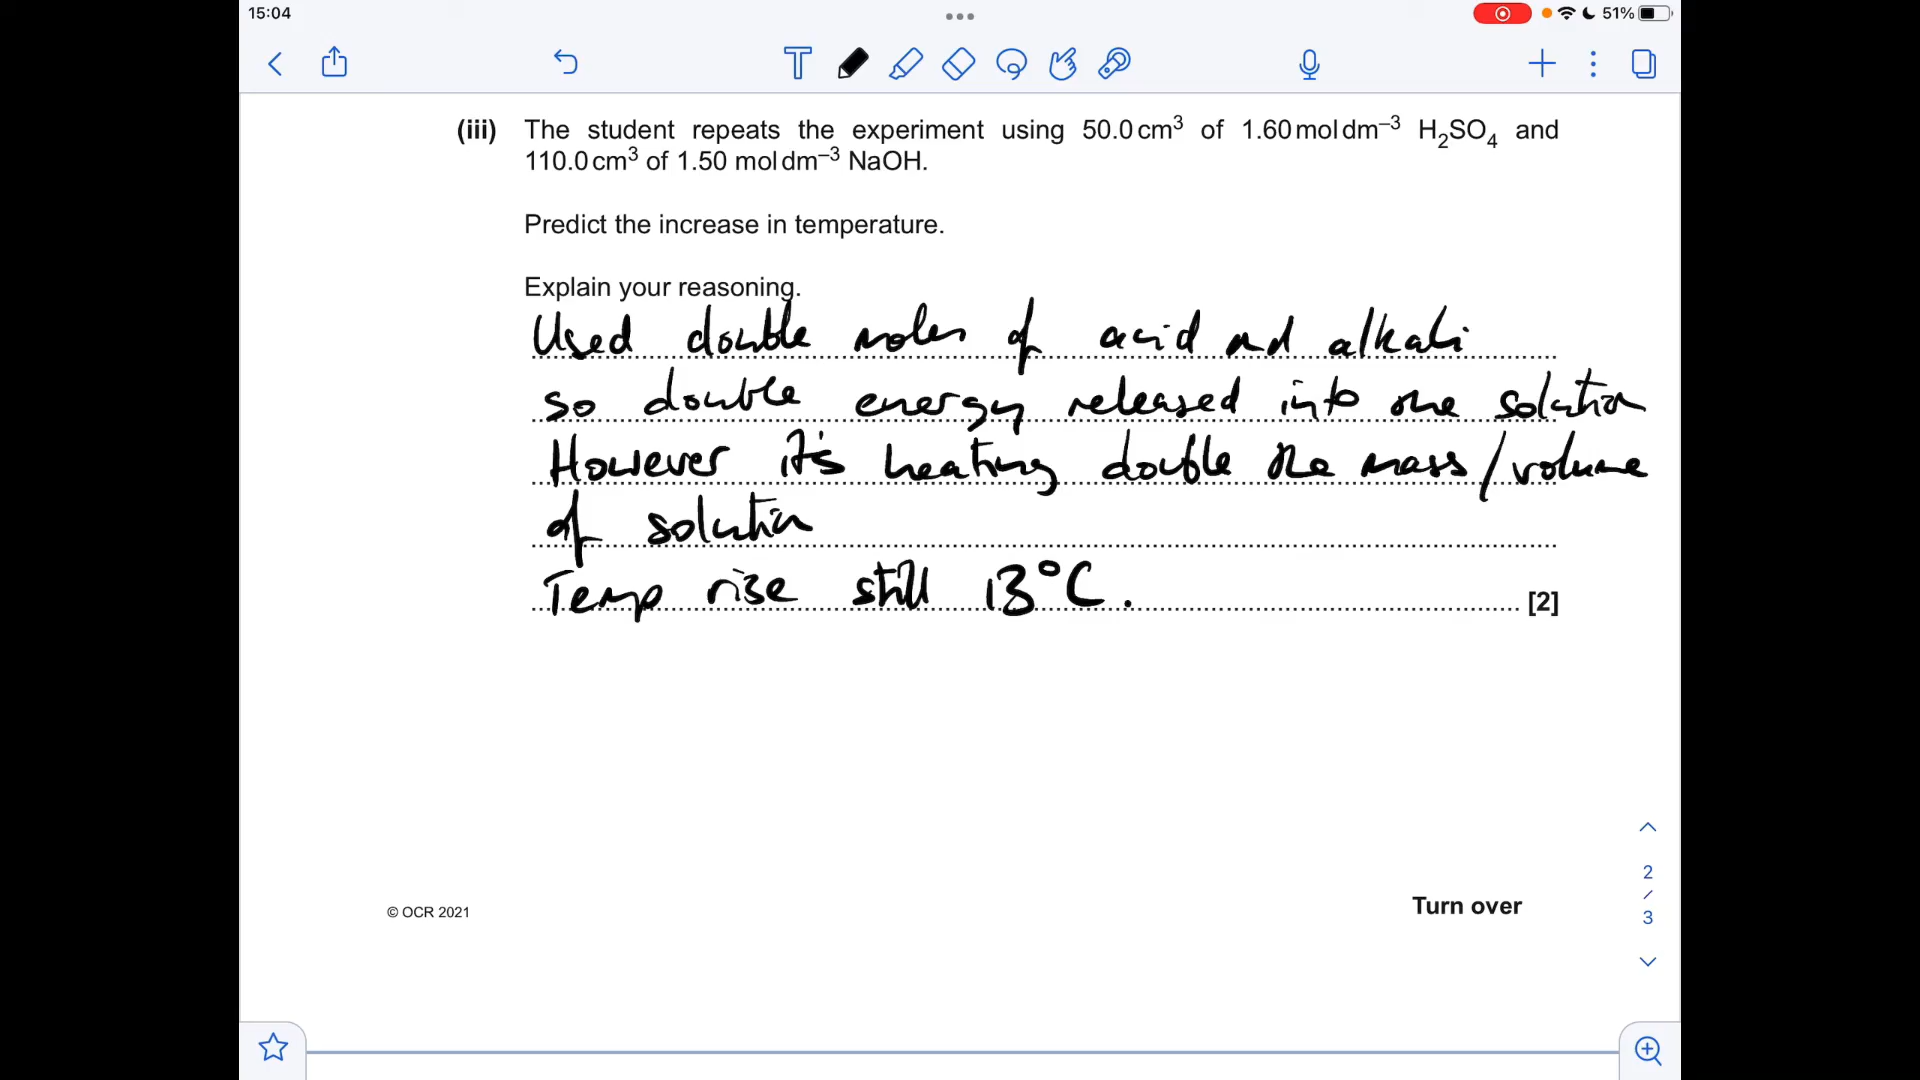 15:04
51%
(iii) The student repeats the experiment using 50.0 cm³ of 1.60 mol dm⁻³ H₂SO₄ and
110.0 cm³ of 1.50 mol dm⁻³ NaOH.
Predict the increase in temperature.
Explain your reasoning.
Used double moles of acid and alkali
so double energy released into the solution
However it's heating double the mass/volume
of solution
Temp rise still 13°C.
[2]
2
/
3
© OCR 2021
Turn over